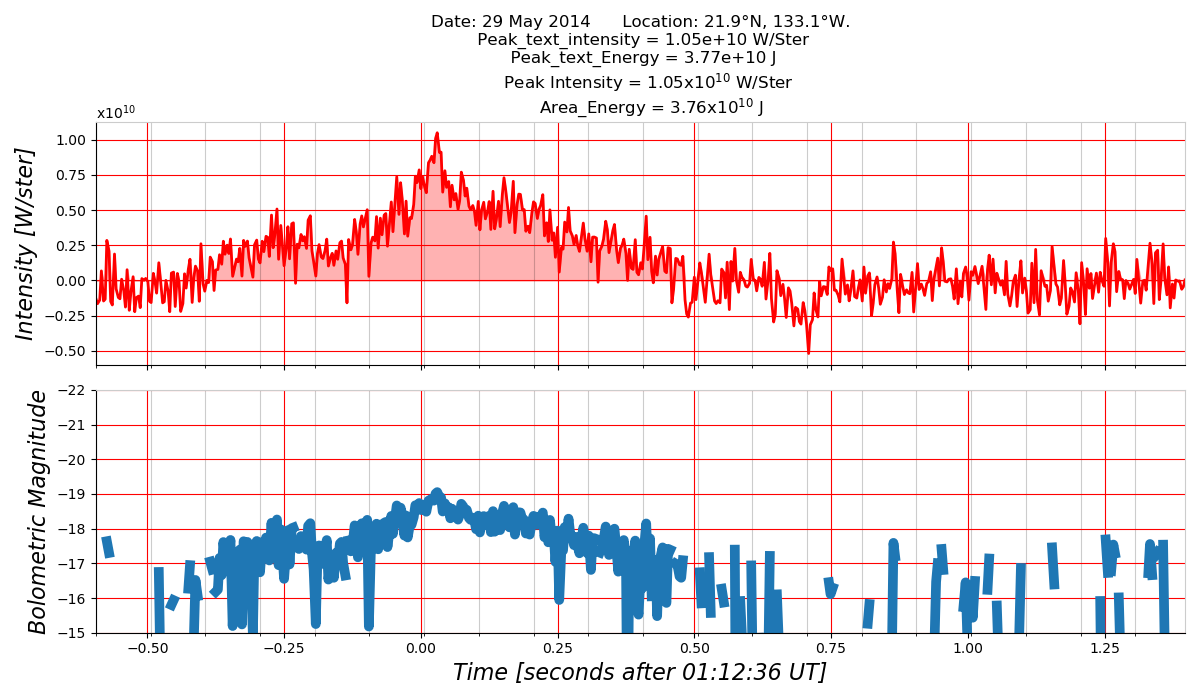 Date: 29 May 2014 Location: 21.9°N, 133.1°W.
Peak_text_intensity = 1.05e+10 W/Ster
Peak_text_Energy = 3.77e+10 J
Peak Intensity = 1.05x10¹⁰ W/Ster
Area_Energy = 3.76x10¹⁰ J
x10¹⁰
Intensity [W/ster]
1.00
0.75
0.50
0.25
0.00
−0.25
−0.50
Bolometric Magnitude
−22
−21
−20
−19
−18
−17
−16
−15
−0.50 −0.25 0.00 0.25 0.50 0.75 1.00 1.25
Time [seconds after 01:12:36 UT]